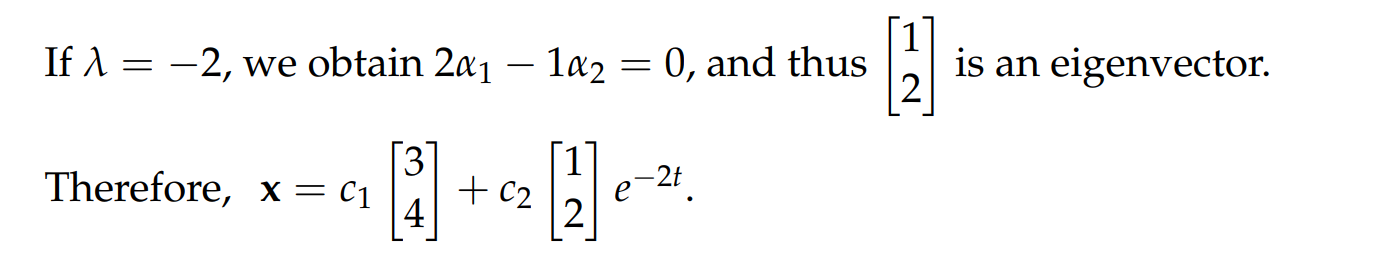 If λ = −2, we obtain 2α₁ − 1α₂ = 0, and thus [1 2] is an eigenvector.
Therefore, x = c₁ [3 4] + c₂ [1 2] e⁻²ᵗ.